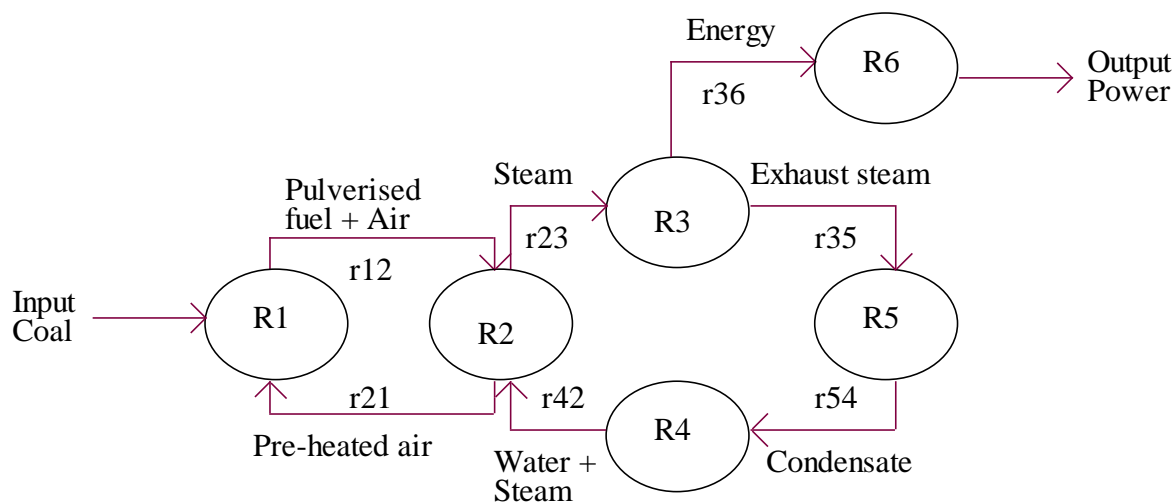 Energy
R6
Output
Power
r36
Steam
Exhaust steam
Pulverised
fuel + Air
R3
r23
r35
r12
Input
Coal
R1
R2
R5
r21
r42
r54
R4
Pre-heated air
Water +
Steam
Condensate